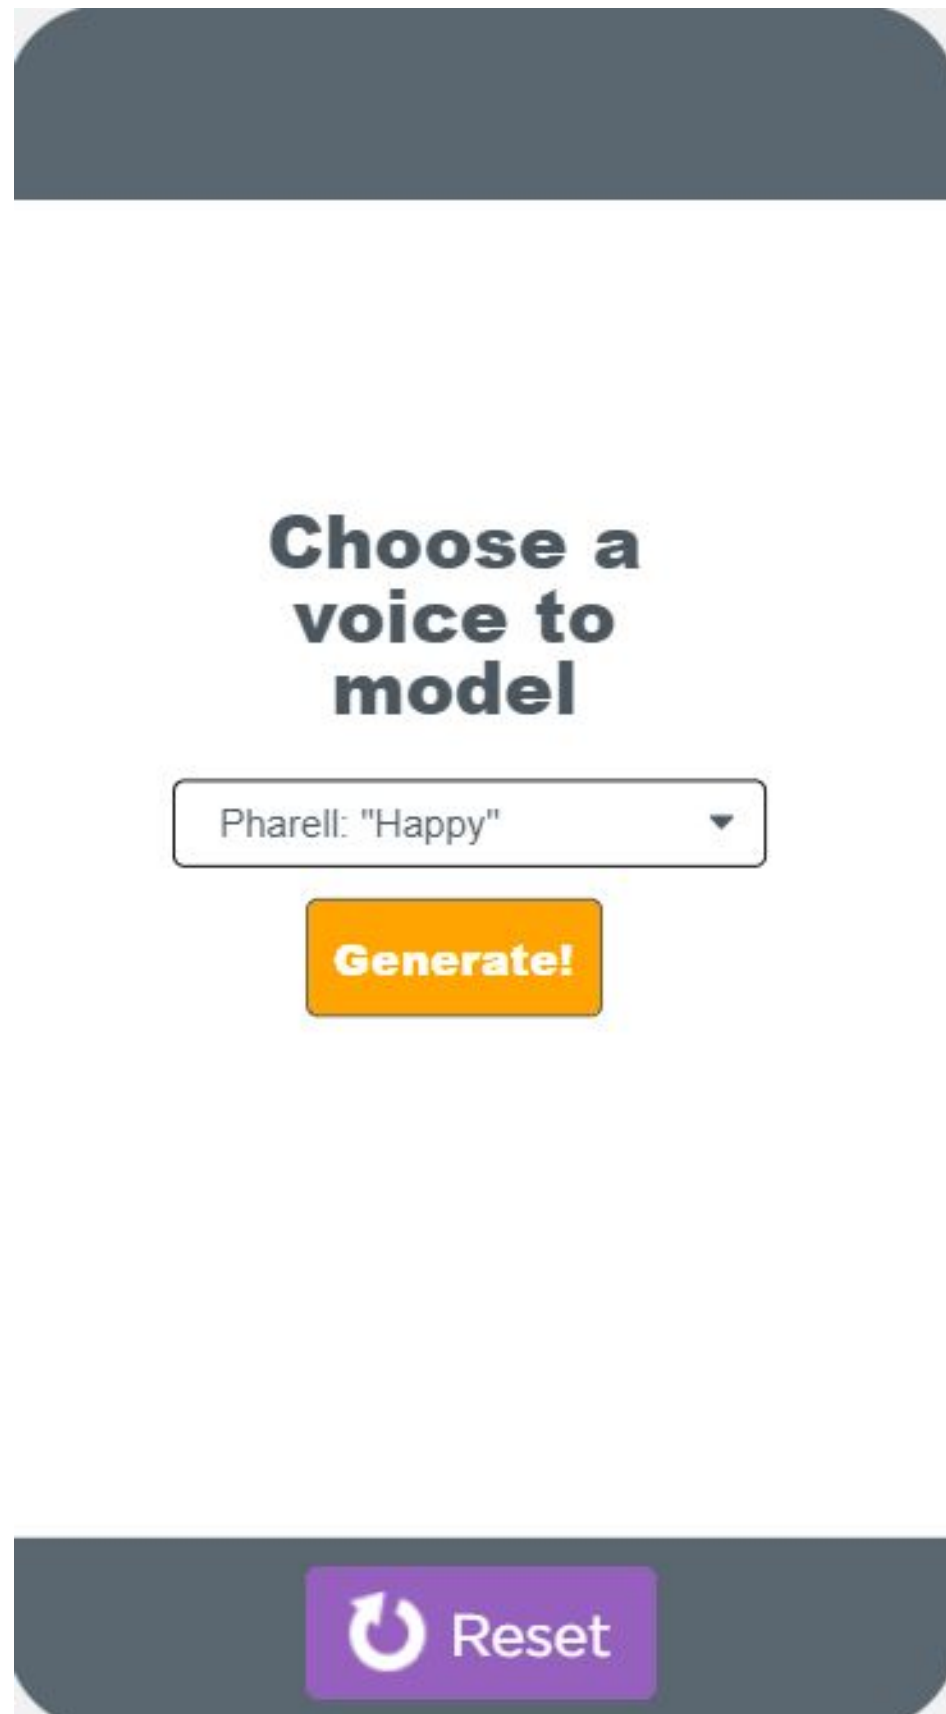 Choose a
voice to
model
Pharell: "Happy"
Generate!
Reset